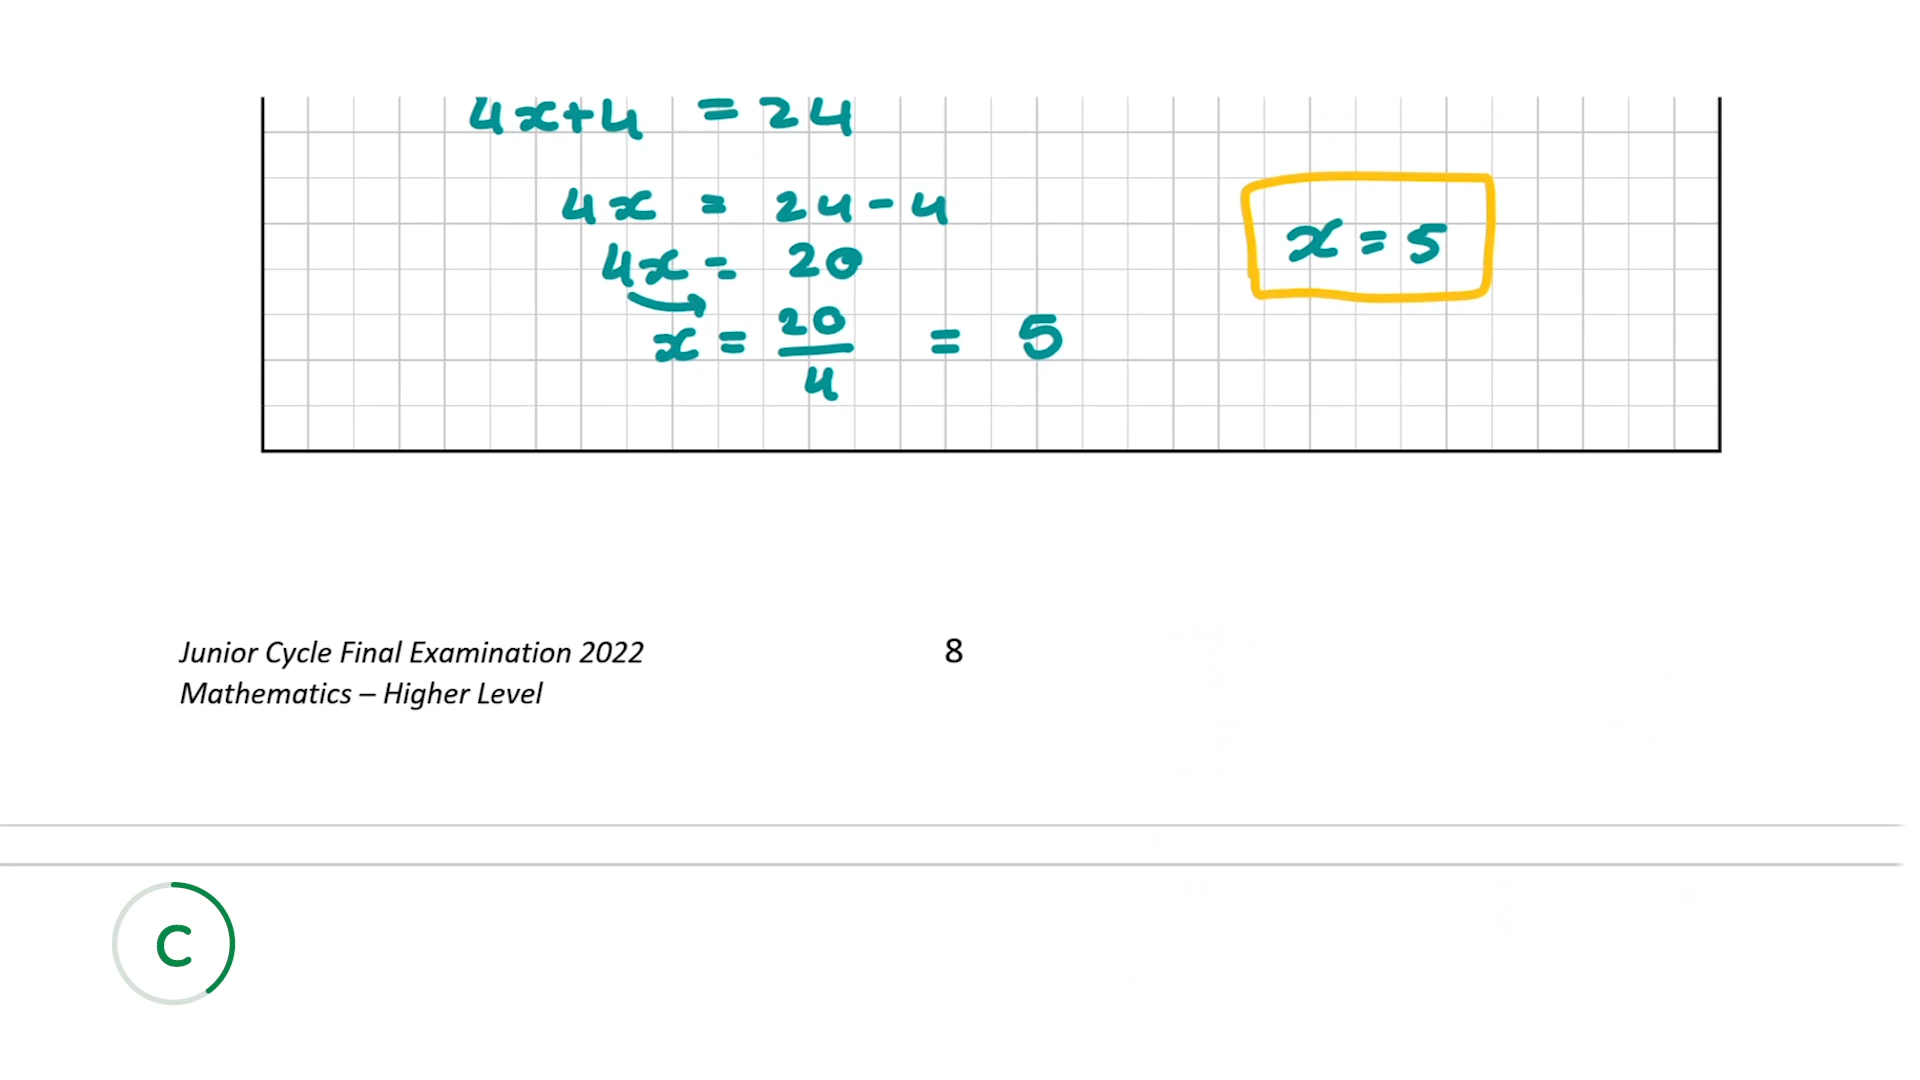 4x+4 = 24
4x = 24 - 4
4x = 20
x = 20/4 = 5
x = 5
Junior Cycle Final Examination 2022
8
Mathematics – Higher Level
C